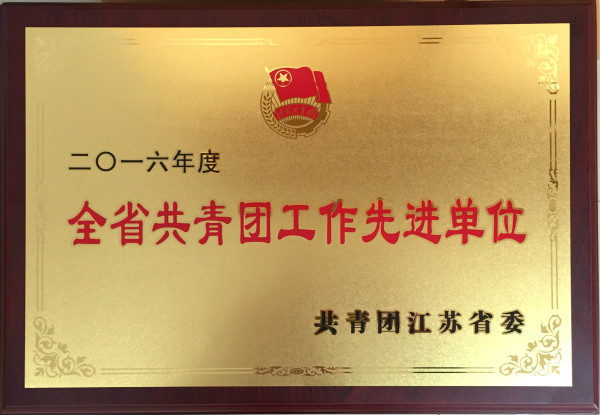 二〇一六年度
全省共青团工作先进单位
共青团江苏省委